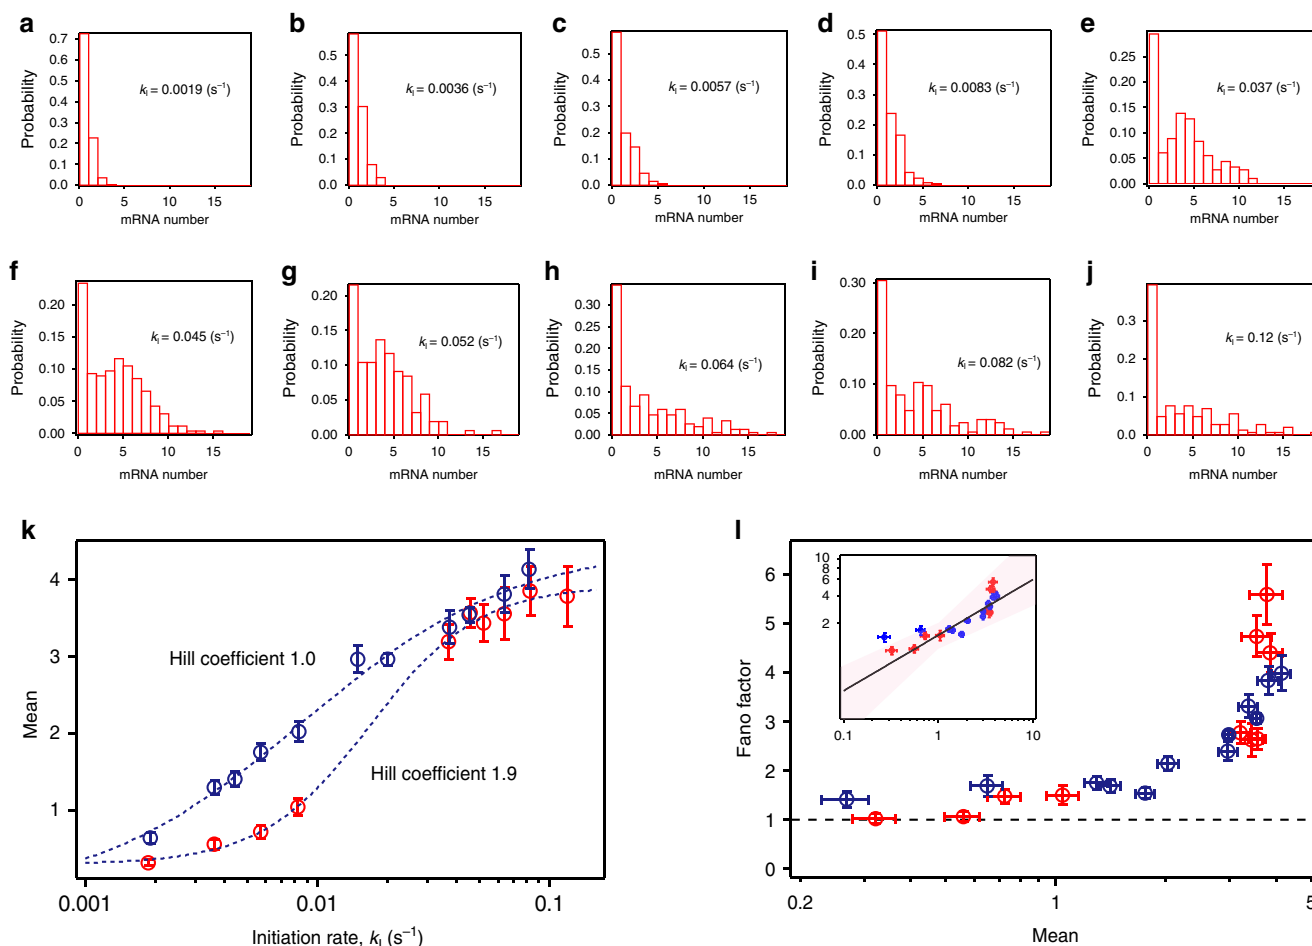 a
b
c
d
e
Probability
0.7
0.6
0.5
0.4
0.3
0.2
0.1
0.0
kI = 0.0019 (s⁻¹)
0 5 10 15
mRNA number
Probability
0.5
0.4
0.3
0.2
0.1
0.0
kI = 0.0036 (s⁻¹)
0 5 10 15
mRNA number
Probability
0.5
0.4
0.3
0.2
0.1
0.0
kI = 0.0057 (s⁻¹)
0 5 10 15
mRNA number
Probability
0.5
0.4
0.3
0.2
0.1
0.0
kI = 0.0083 (s⁻¹)
0 5 10 15
mRNA number
Probability
0.25
0.20
0.15
0.10
0.05
0.00
kI = 0.037 (s⁻¹)
0 5 10 15
mRNA number
f
g
h
i
j
Probability
0.20
0.15
0.10
0.05
0.00
kI = 0.045 (s⁻¹)
0 5 10 15
mRNA number
Probability
0.20
0.15
0.10
0.05
0.00
kI = 0.052 (s⁻¹)
0 5 10 15
mRNA number
Probability
0.30
0.25
0.20
0.15
0.10
0.05
0.00
kI = 0.064 (s⁻¹)
0 5 10 15
mRNA number
Probability
0.30
0.20
0.10
0.00
kI = 0.082 (s⁻¹)
0 5 10 15
mRNA number
Probability
0.3
0.2
0.1
0.0
kI = 0.12 (s⁻¹)
0 5 10 15
mRNA number
k
Mean
4
3
2
1
Hill coefficient 1.0
Hill coefficient 1.9
0.001 0.01 0.1
Initiation rate, kI (s⁻¹)
l
Fano factor
6
5
4
3
2
1
0
10
8
6
4
2
0.1 1 10
0.2 1 5
Mean